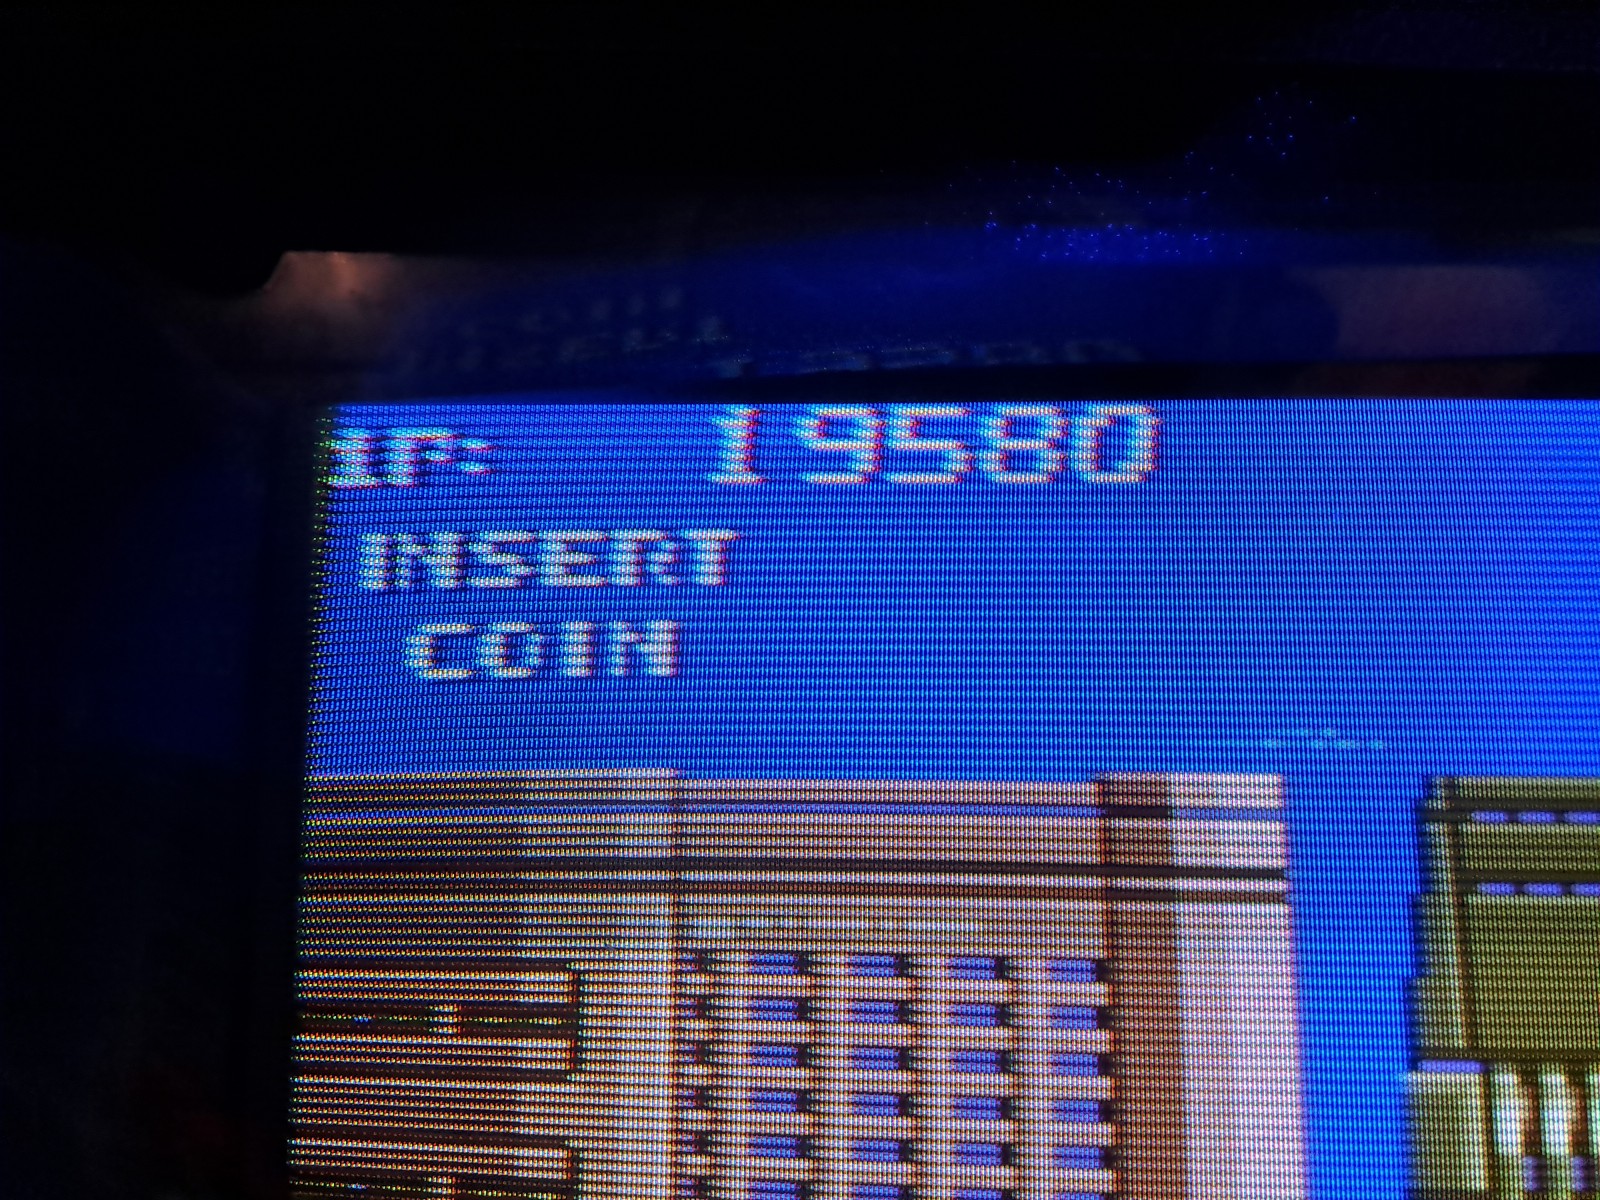 1P: 19580
INSERT
COIN